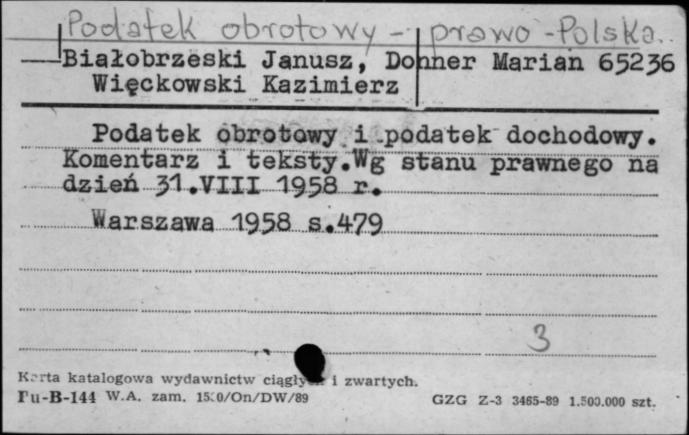 Podatek obrotowy - prawo - Polska.
Białobrzeski Janusz, Donner Marian 65236
Więckowski Kazimierz
Podatek obrotowy i podatek dochodowy.
Komentarz i teksty.Wg stanu prawnego na
dzień 31.VIII 1958 r.
Warszawa 1958 s.479
3
Karta katalogowa wydawnictw ciągłych i zwartych.
Pu-B-144 W.A. zam. /On/DW/89
GZG Z-3 3465-89 1.500.000 szt.